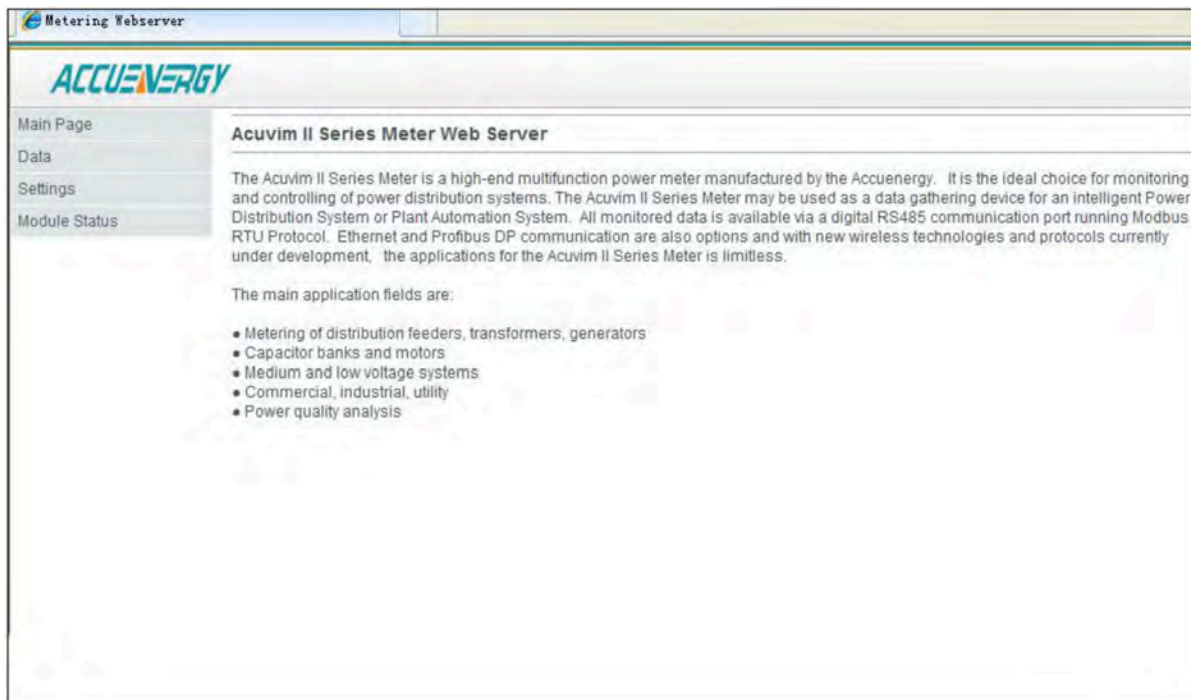 Metering Webserver
ACCUENERGY
Main Page
Data
Settings
Module Status
Acuvim II Series Meter Web Server
The Acuvim II Series Meter is a high-end multifunction power meter manufactured by the Accuenergy. It is the ideal choice for monitoring
and controlling of power distribution systems. The Acuvim II Series Meter may be used as a data gathering device for an intelligent Power
Distribution System or Plant Automation System. All monitored data is available via a digital RS485 communication port running Modbus
RTU Protocol. Ethernet and Profibus DP communication are also options and with new wireless technologies and protocols currently
under development, the applications for the Acuvim II Series Meter is limitless.
The main application fields are:
● Metering of distribution feeders, transformers, generators
● Capacitor banks and motors
● Medium and low voltage systems
● Commercial, industrial, utility
● Power quality analysis